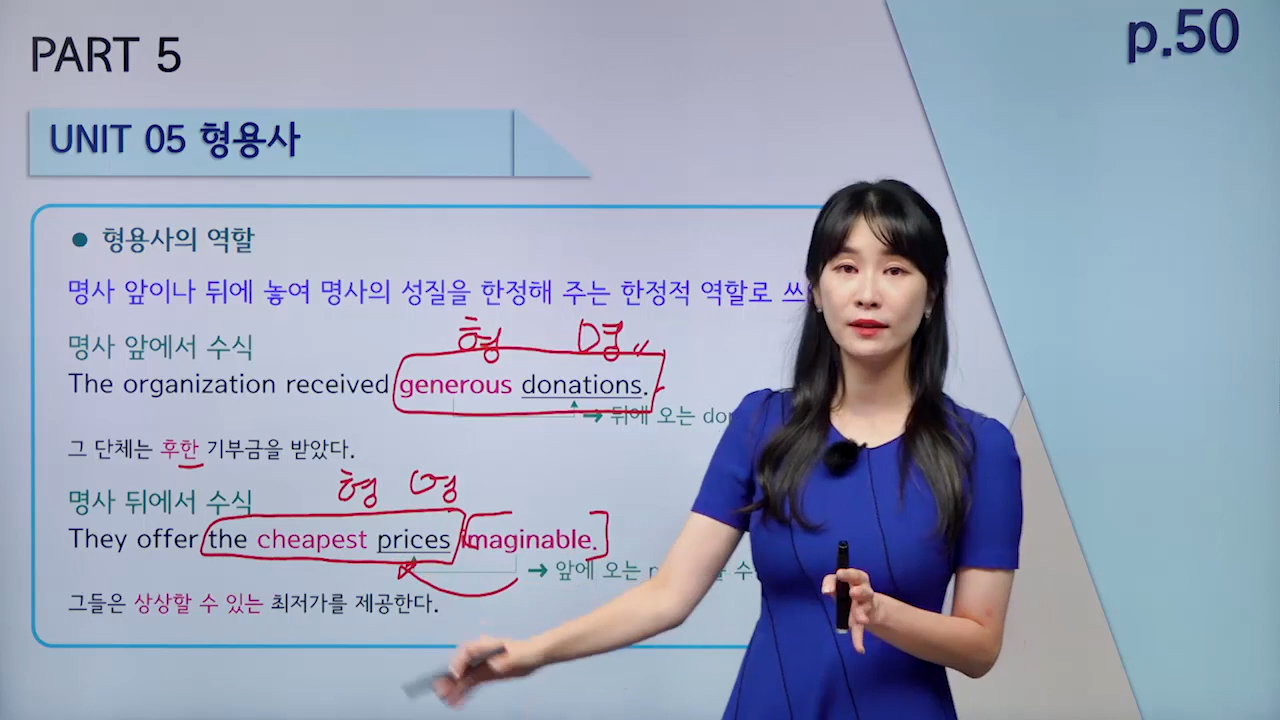 PART 5
p.50
UNIT 05 형용사
● 형용사의 역할
명사 앞이나 뒤에 놓여 명사의 성질을 한정해 주는 한정적 역할로
명사 앞에서 수식
형 명
The organization received generous donations.
→ 뒤에 오는
그 단체는 후한 기부금을 받았다.
명사 뒤에서 수식
형 명
They offer the cheapest prices imaginable.
→ 앞에 오는
그들은 상상할 수 있는 최저가를 제공한다.